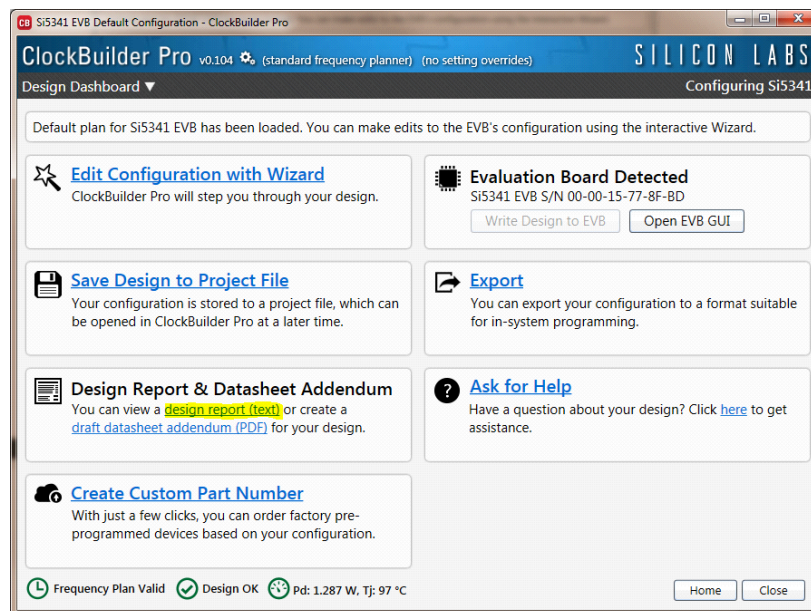 CB Si5341 EVB Default Configuration - ClockBuilder Pro
ClockBuilder Pro v0.104 (standard frequency planner) (no setting overrides) SILICON LABS
Design Dashboard ▼ Configuring Si5341
Default plan for Si5341 EVB has been loaded. You can make edits to the EVB's configuration using the interactive Wizard.
Edit Configuration with Wizard
ClockBuilder Pro will step you through your design.
Evaluation Board Detected
Si5341 EVB S/N 00-00-15-77-8F-BD
Write Design to EVB Open EVB GUI
Save Design to Project File
Your configuration is stored to a project file, which can
be opened in ClockBuilder Pro at a later time.
Export
You can export your configuration to a format suitable
for in-system programming.
Design Report & Datasheet Addendum
You can view a design report (text) or create a
draft datasheet addendum (PDF) for your design.
Ask for Help
Have a question about your design? Click here to get
assistance.
Create Custom Part Number
With just a few clicks, you can order factory pre-
programmed devices based on your configuration.
Frequency Plan Valid Design OK Pd: 1.287 W, Tj: 97 °C Home Close